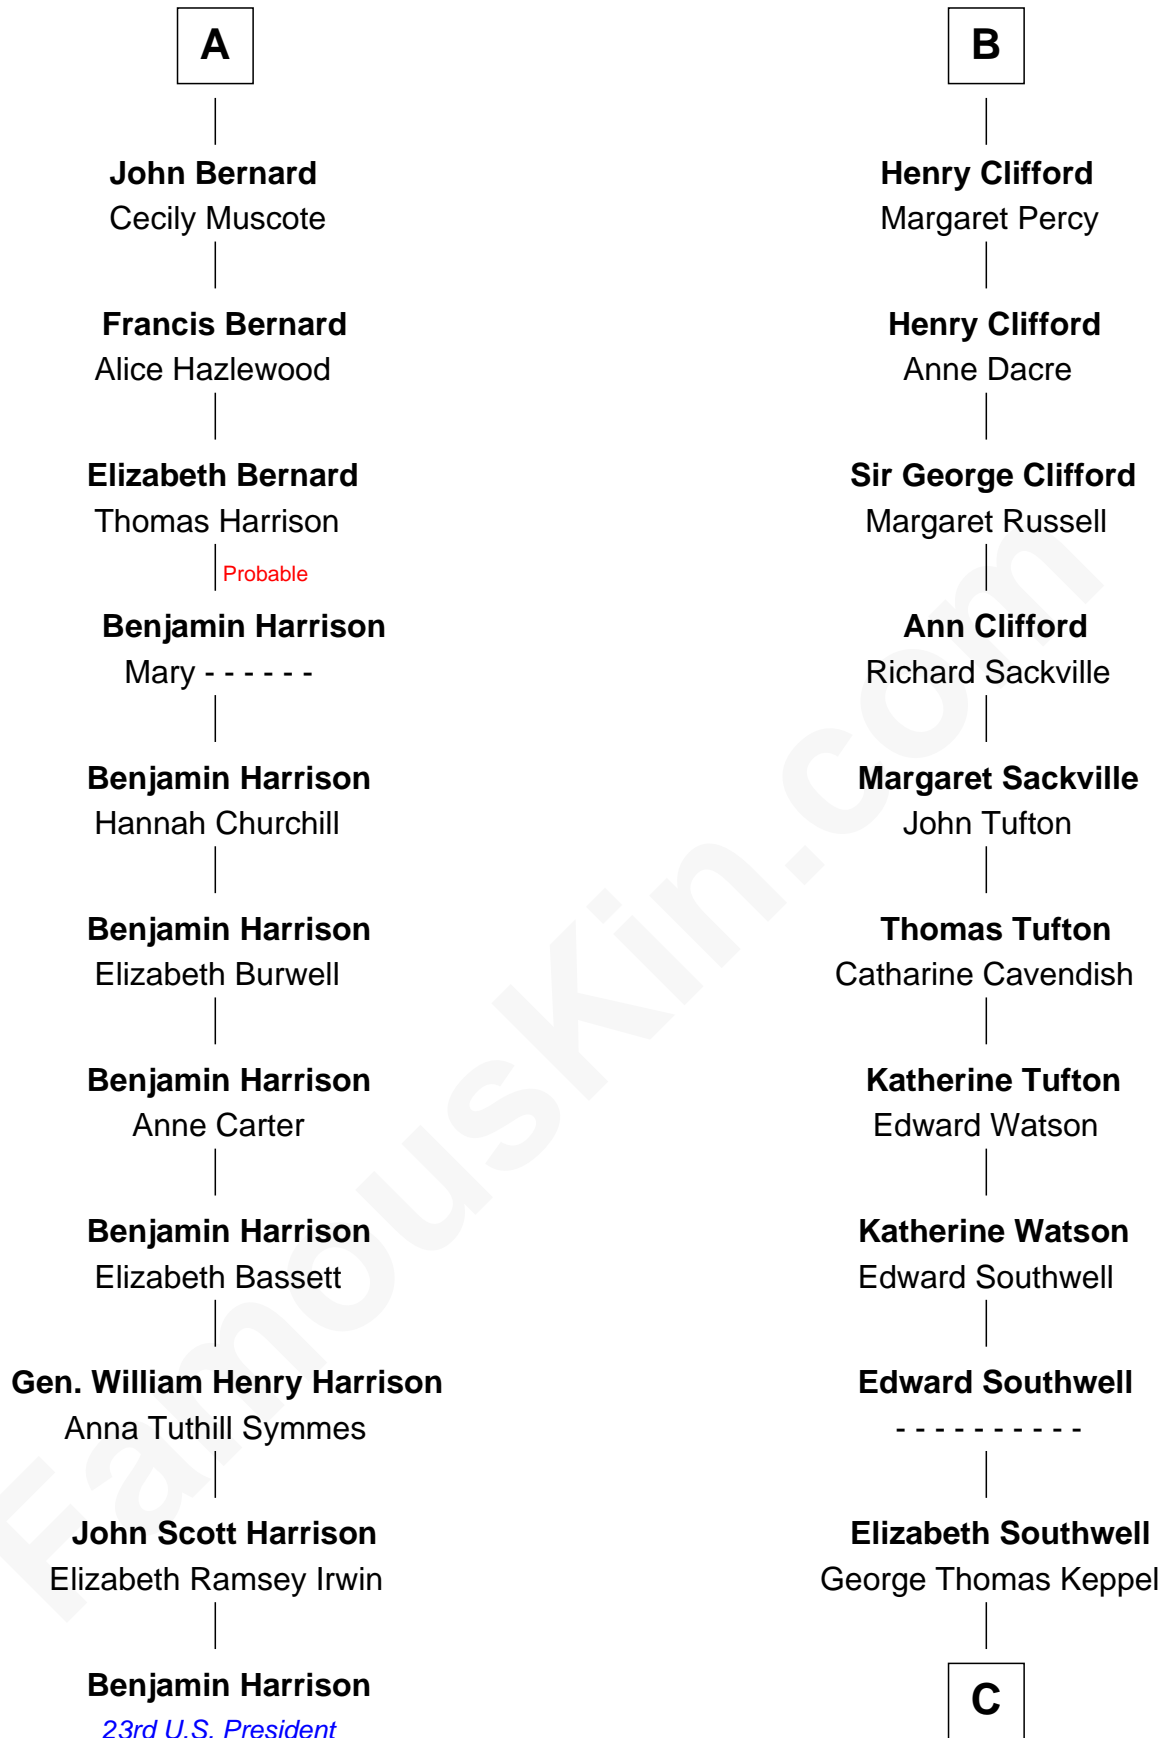 A
John Bernard
Cecily Muscote
Francis Bernard
Alice Hazlewood
Elizabeth Bernard
Thomas Harrison
Probable
Benjamin Harrison
Mary - - - - - -
Benjamin Harrison
Hannah Churchill
Benjamin Harrison
Elizabeth Burwell
Benjamin Harrison
Anne Carter
Benjamin Harrison
Elizabeth Bassett
Gen. William Henry Harrison
Anna Tuthill Symmes
John Scott Harrison
Elizabeth Ramsey Irwin
Benjamin Harrison
23rd U.S. President
B
Henry Clifford
Margaret Percy
Henry Clifford
Anne Dacre
Sir George Clifford
Margaret Russell
Ann Clifford
Richard Sackville
Margaret Sackville
John Tufton
Thomas Tufton
Catharine Cavendish
Katherine Tufton
Edward Watson
Katherine Watson
Edward Southwell
Edward Southwell
- - - - - - - - - -
Elizabeth Southwell
George Thomas Keppel
C
FamousKin.com